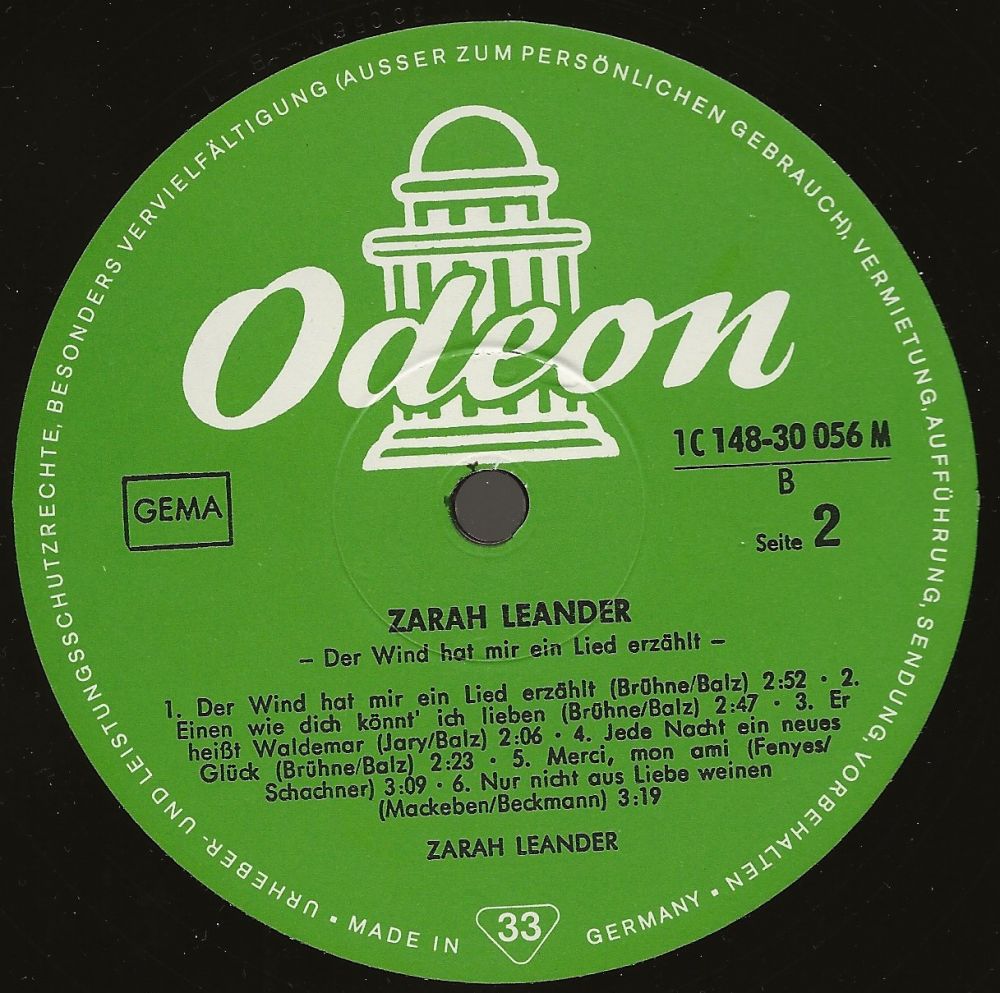 URHEBER- UND LEISTUNGSSCHUTZRECHTE, BESONDERS VERVIELFÄLTIGUNG (AUSSER ZUM PERSÖNLICHEN GEBRAUCH), VERMIETUNG, AUFFÜHRUNG, SENDUNG, VORBEHALTEN ▪
Odeon
1C 148-30 056 M
B
GEMA
Seite 2
ZARAH LEANDER
– Der Wind hat mir ein Lied erzählt –
1. Der Wind hat mir ein Lied erzählt (Brühne/Balz) 2:52 · 2.
Einen wie dich könnt' ich lieben (Brühne/Balz) 2:47 · 3. Er
heißt Waldemar (Jary/Balz) 2:06 · 4. Jede Nacht ein neues
Glück (Brühne/Balz) 2:23 · 5. Merci, mon ami (Fenyes/
Schachner) 3:09 · 6. Nur nicht aus Liebe weinen
(Mackeben/Beckmann) 3:19
ZARAH LEANDER
▪ MADE IN
33
GERMANY